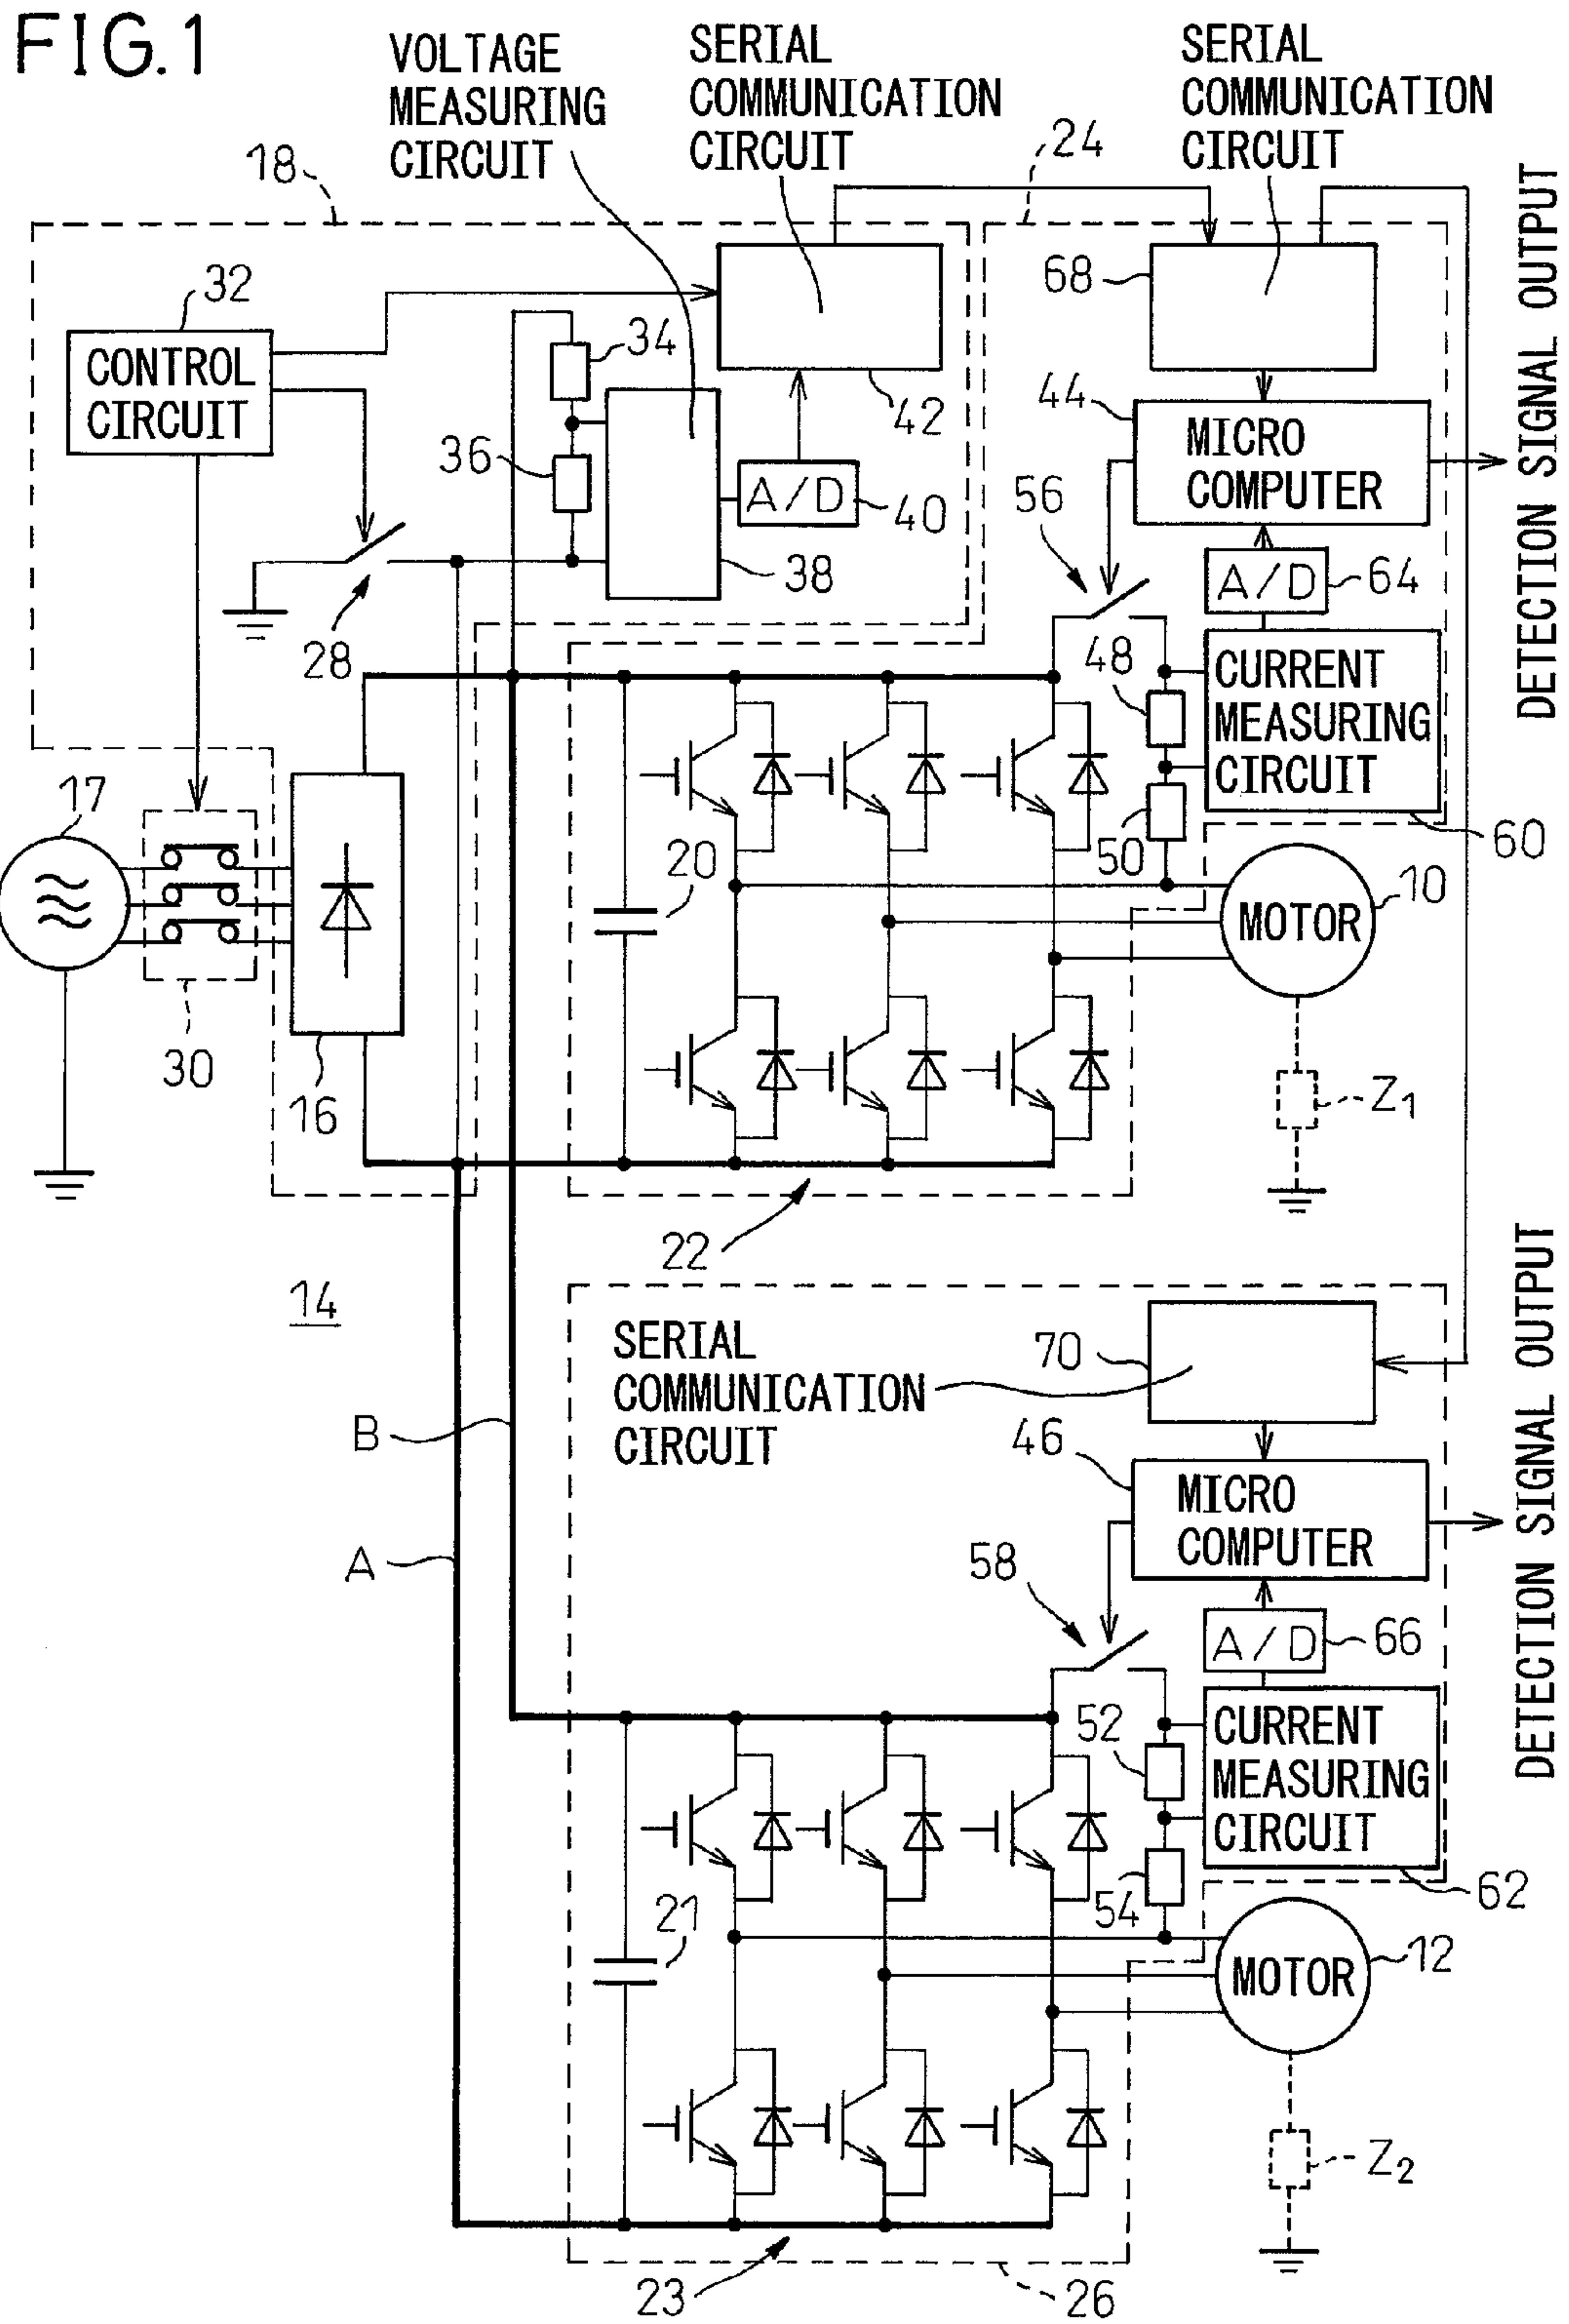 FIG.1
VOLTAGE
MEASURING
CIRCUIT
SERIAL
COMMUNICATION
CIRCUIT
SERIAL
COMMUNICATION
CIRCUIT
18
24
DETECTION SIGNAL OUTPUT
32
CONTROL
CIRCUIT
34
36
42
68
44
MICRO
COMPUTER
A/D
40
38
56
A/D
64
28
48
CURRENT
MEASURING
CIRCUIT
50
60
17
20
MOTOR
10
30
16
Z1
22
14
SERIAL
COMMUNICATION
CIRCUIT
70
DETECTION SIGNAL OUTPUT
B
46
MICRO
COMPUTER
A
58
A/D
66
52
CURRENT
MEASURING
CIRCUIT
54
62
21
MOTOR
12
Z2
23
26